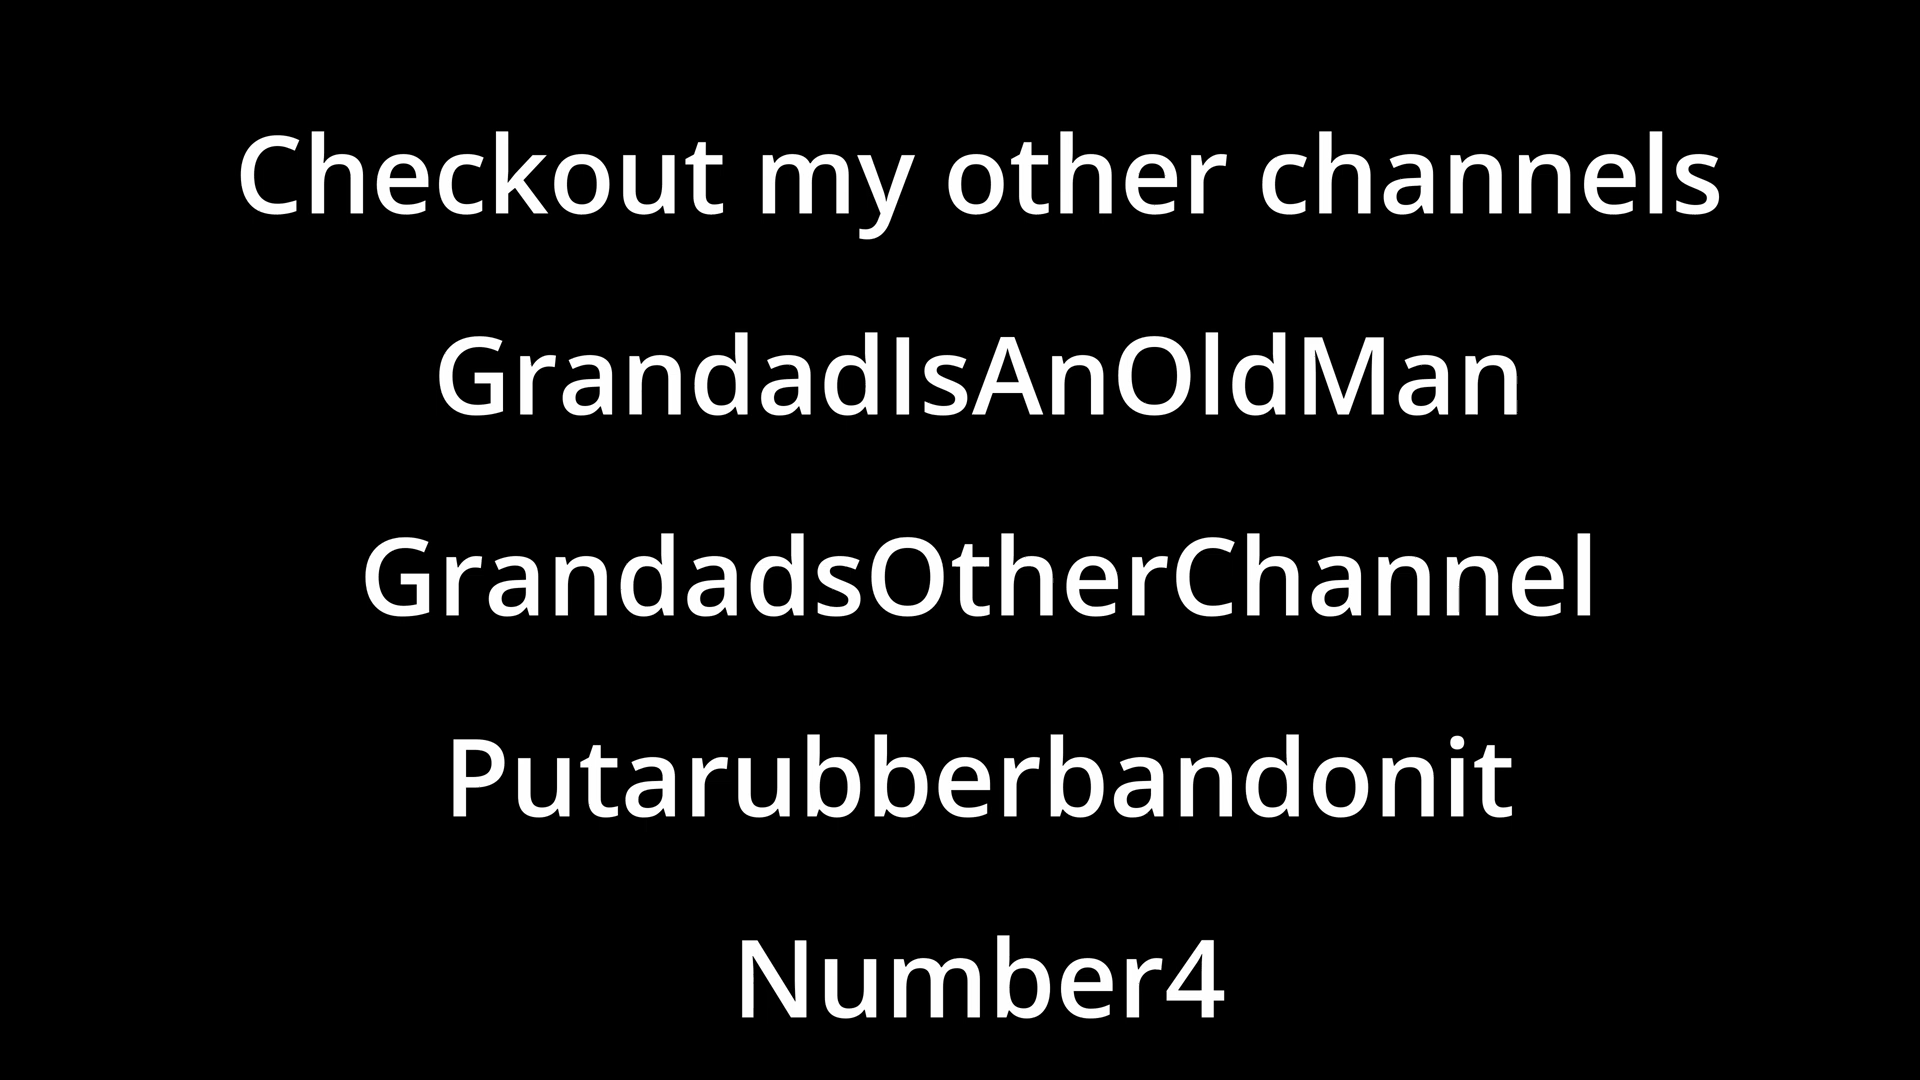 Checkout my other channels
GrandadIsAnOldMan
GrandadsOtherChannel
Putarubberbandonit
Number4